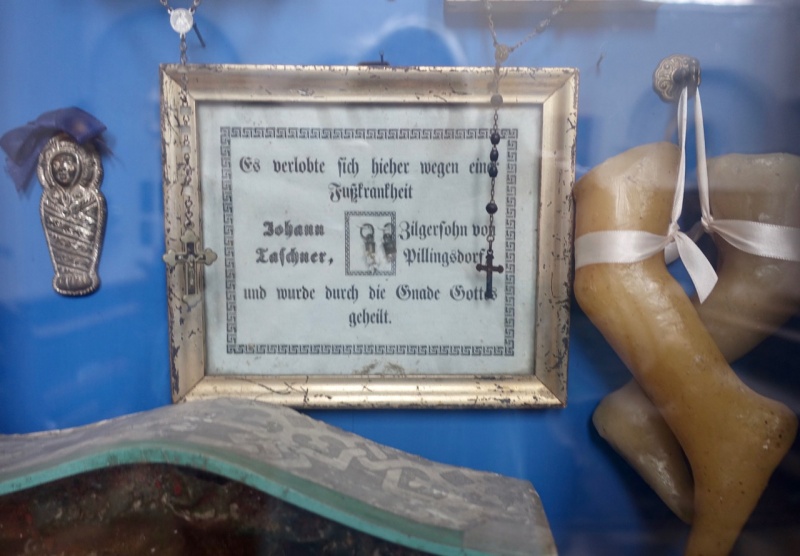 Es verlobte sich hieher wegen einer
Fußkrankheit
Johann
Taschner,
Zilgersohn von
Pillingsdorf
und wurde durch die Gnade Gottes
geheilt.